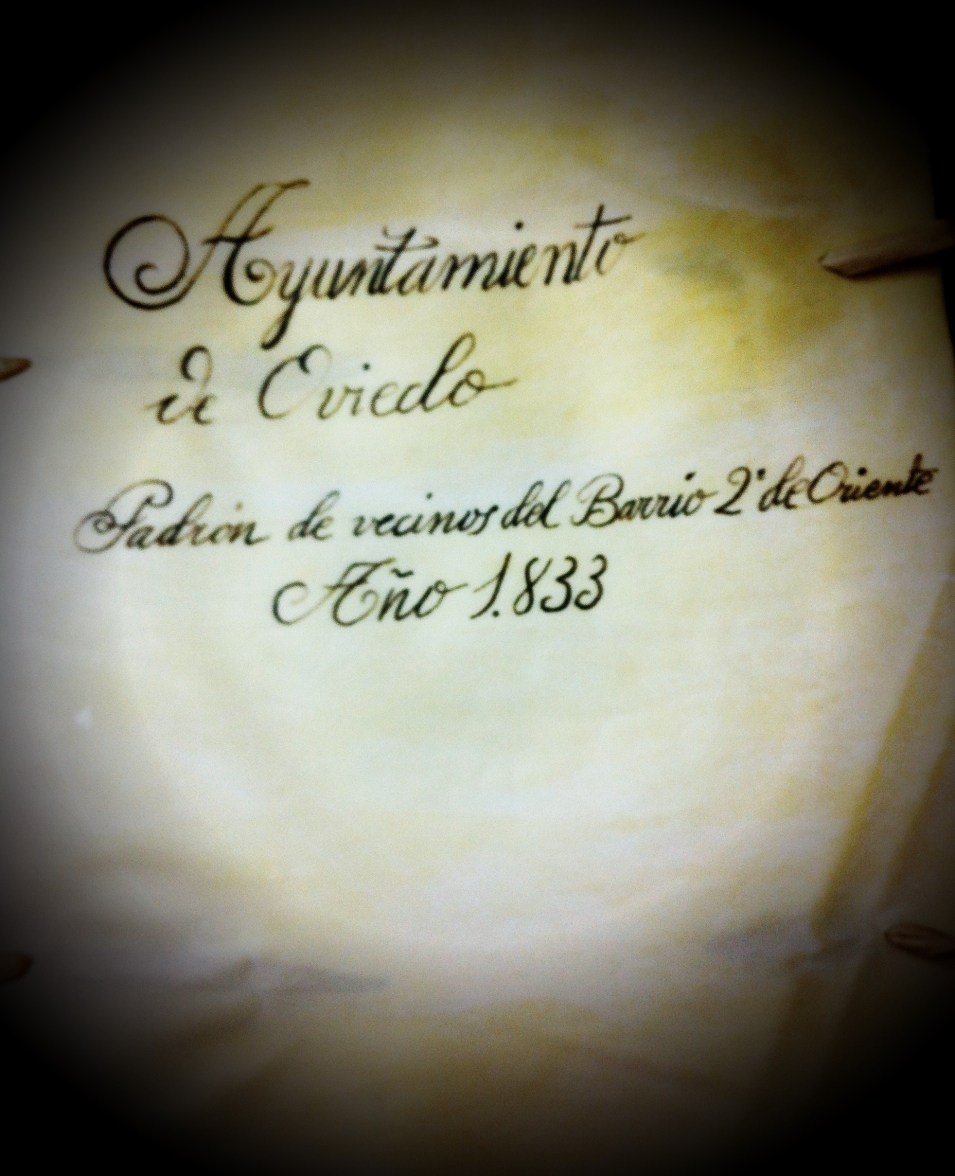 Ayuntamiento
de Oviedo
Padrón de vecinos del Barrio 2º de Oriente
Año 1.833